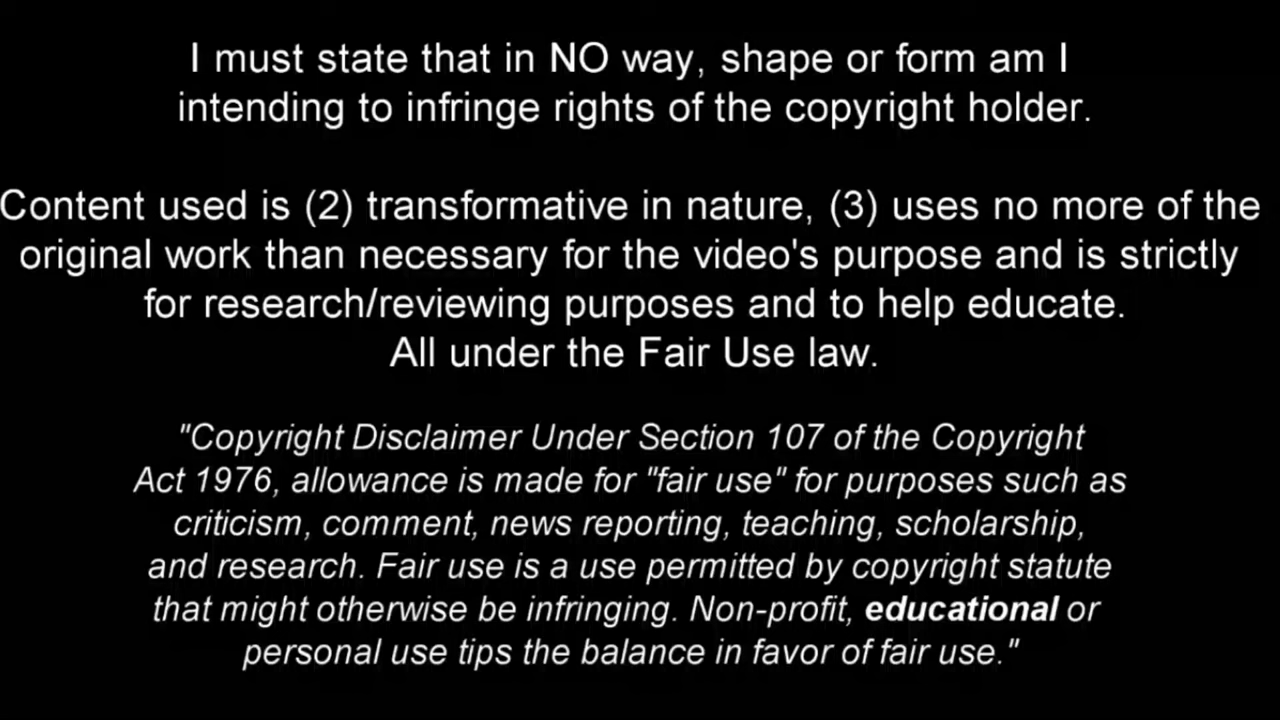 I must state that in NO way, shape or form am I
intending to infringe rights of the copyright holder.
Content used is (2) transformative in nature, (3) uses no more of the
original work than necessary for the video's purpose and is strictly
for research/reviewing purposes and to help educate.
All under the Fair Use law.
"Copyright Disclaimer Under Section 107 of the Copyright
Act 1976, allowance is made for "fair use" for purposes such as
criticism, comment, news reporting, teaching, scholarship,
and research. Fair use is a use permitted by copyright statute
that might otherwise be infringing. Non-profit, educational or
personal use tips the balance in favor of fair use."